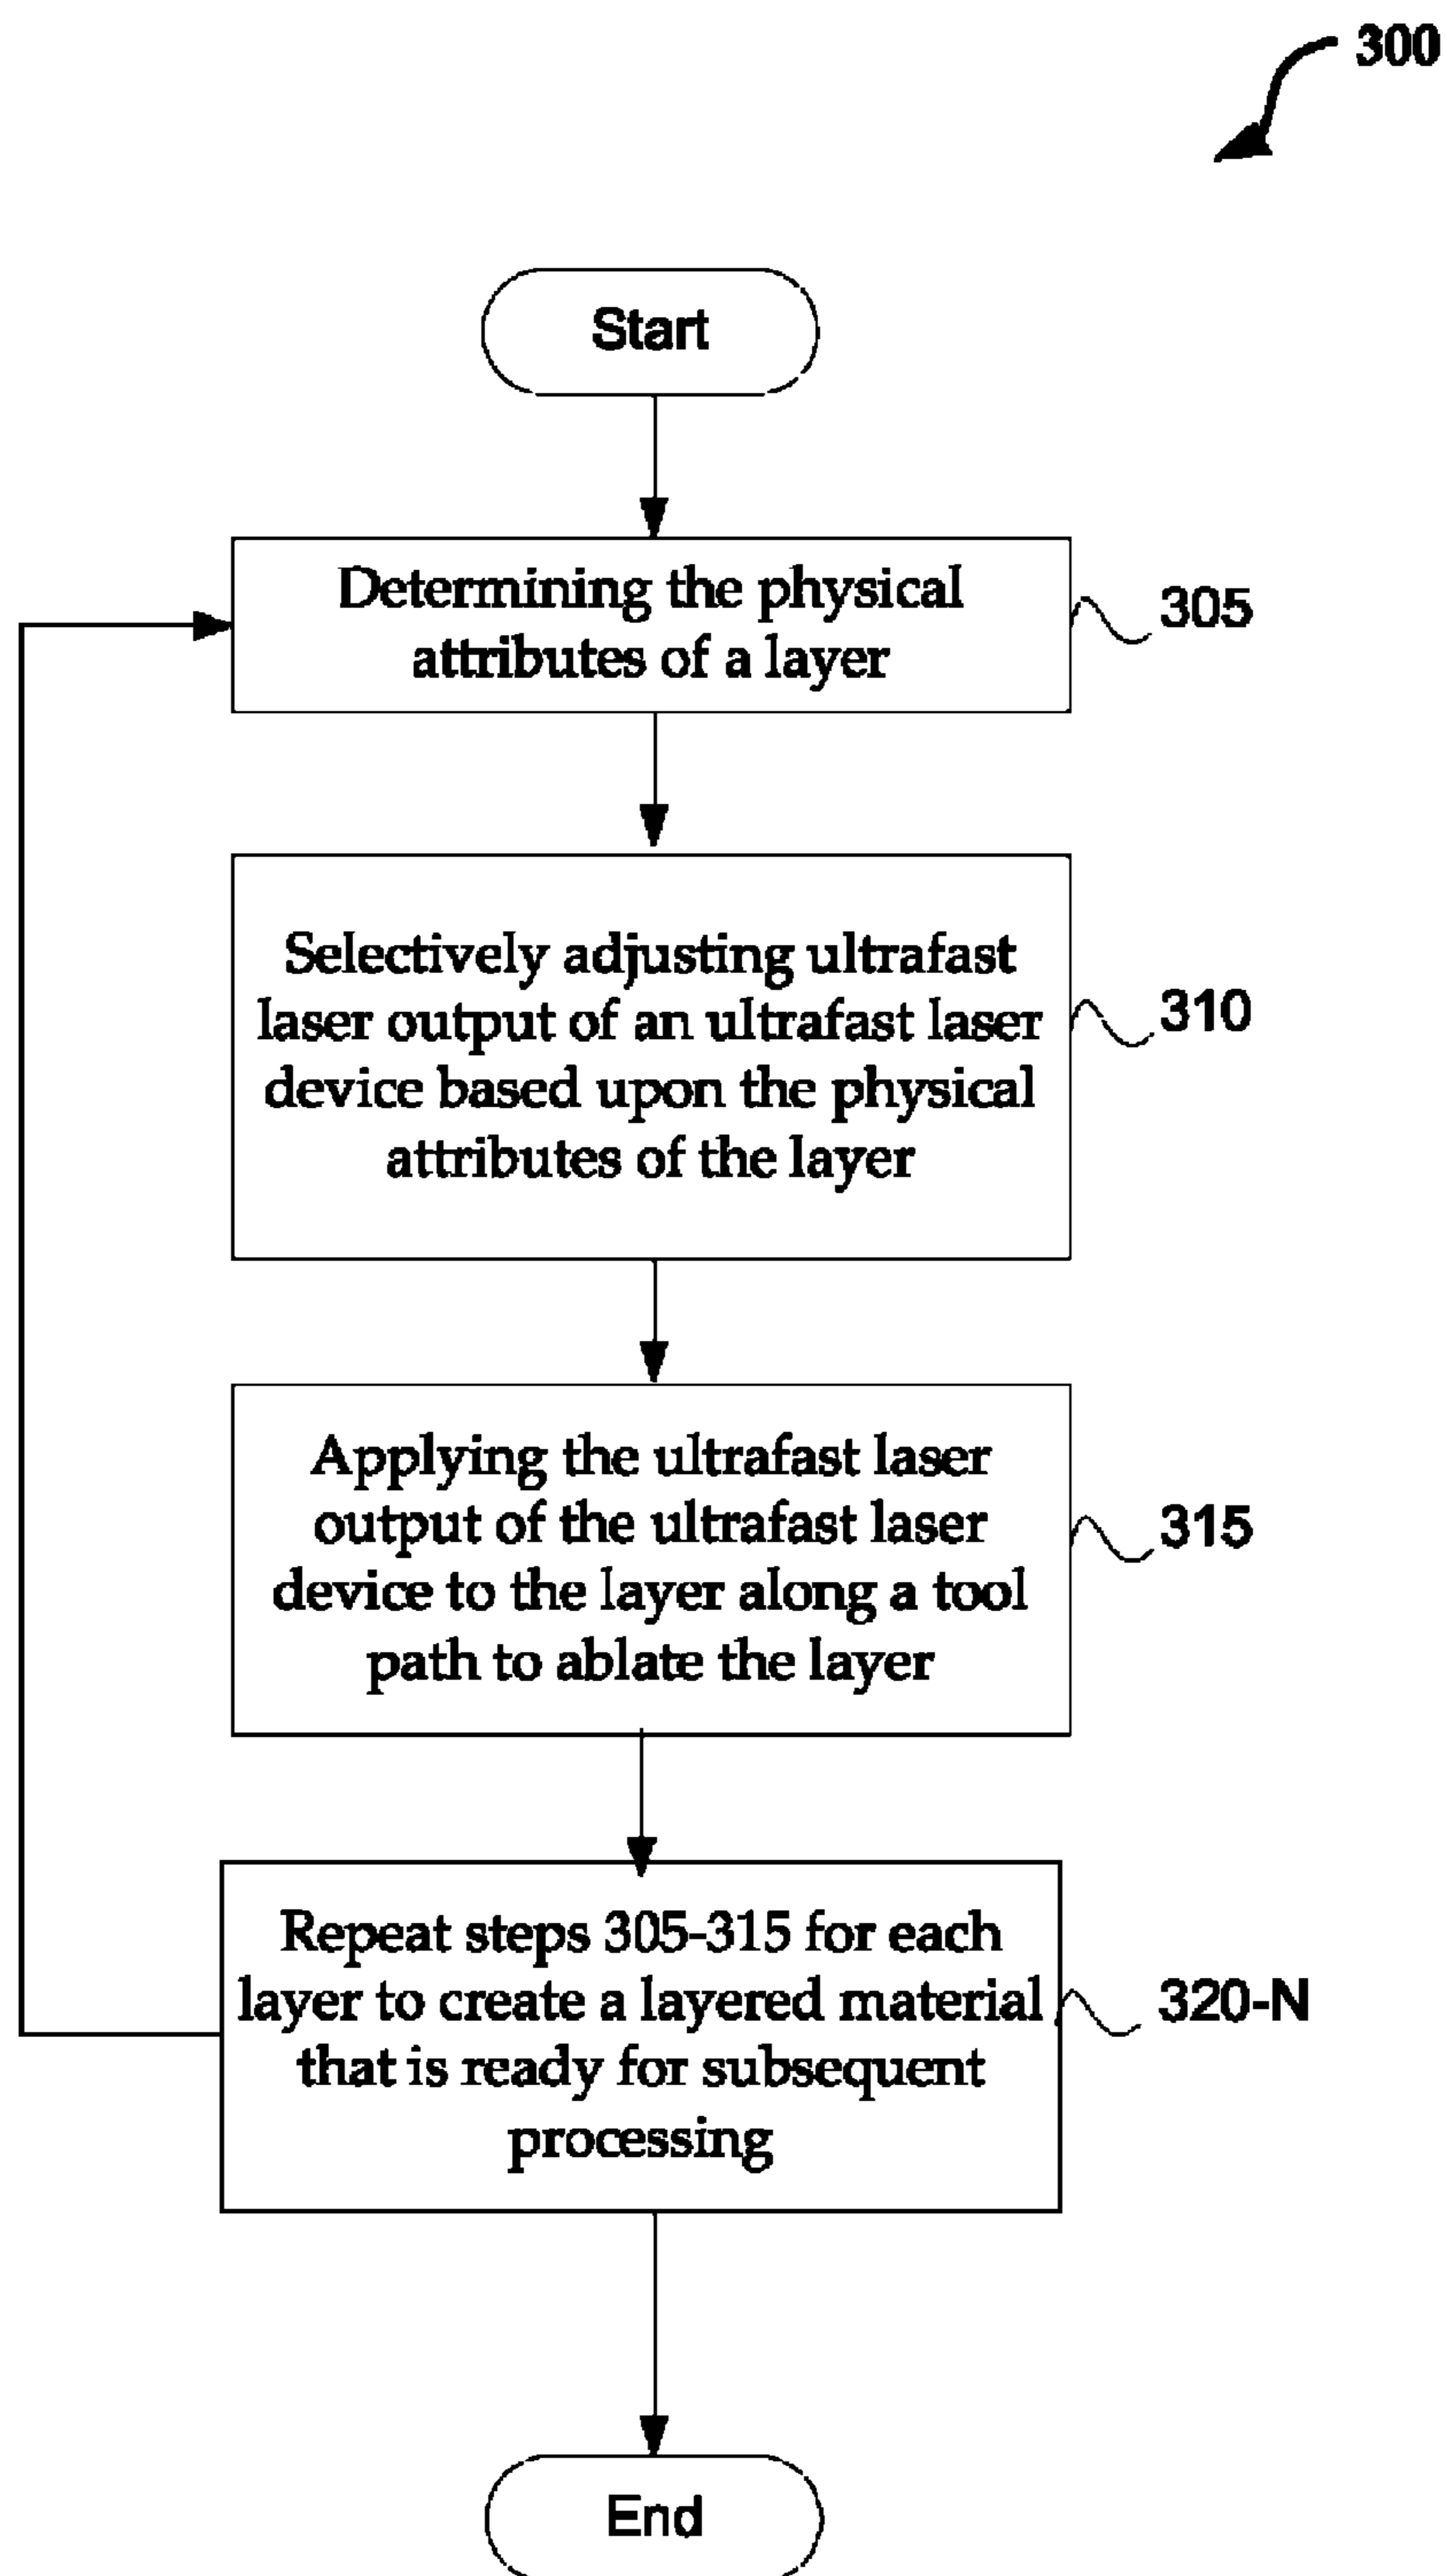 300
Start
Determining the physical
attributes of a layer
305
Selectively adjusting ultrafast
laser output of an ultrafast laser
device based upon the physical
attributes of the layer
310
Applying the ultrafast laser
output of the ultrafast laser
device to the layer along a tool
path to ablate the layer
315
Repeat steps 305-315 for each
layer to create a layered material
that is ready for subsequent
processing
320-N
End